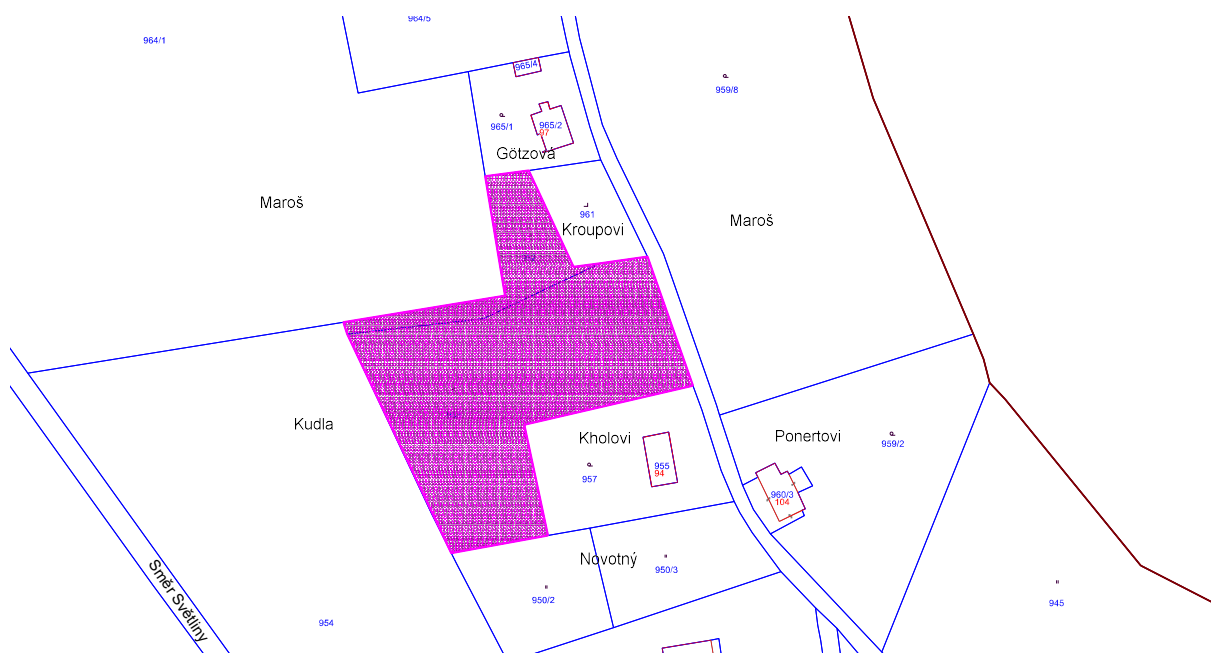 964/5
964/1
965/4
959/8
965/1
965/2
97
Götzová
Maroš
961
Kroupovi
Maroš
Kudla
Kholovi
Ponertovi
959/2
955
94
957
960/3
104
Novotný
950/3
950/2
945
954
Směr Světliny